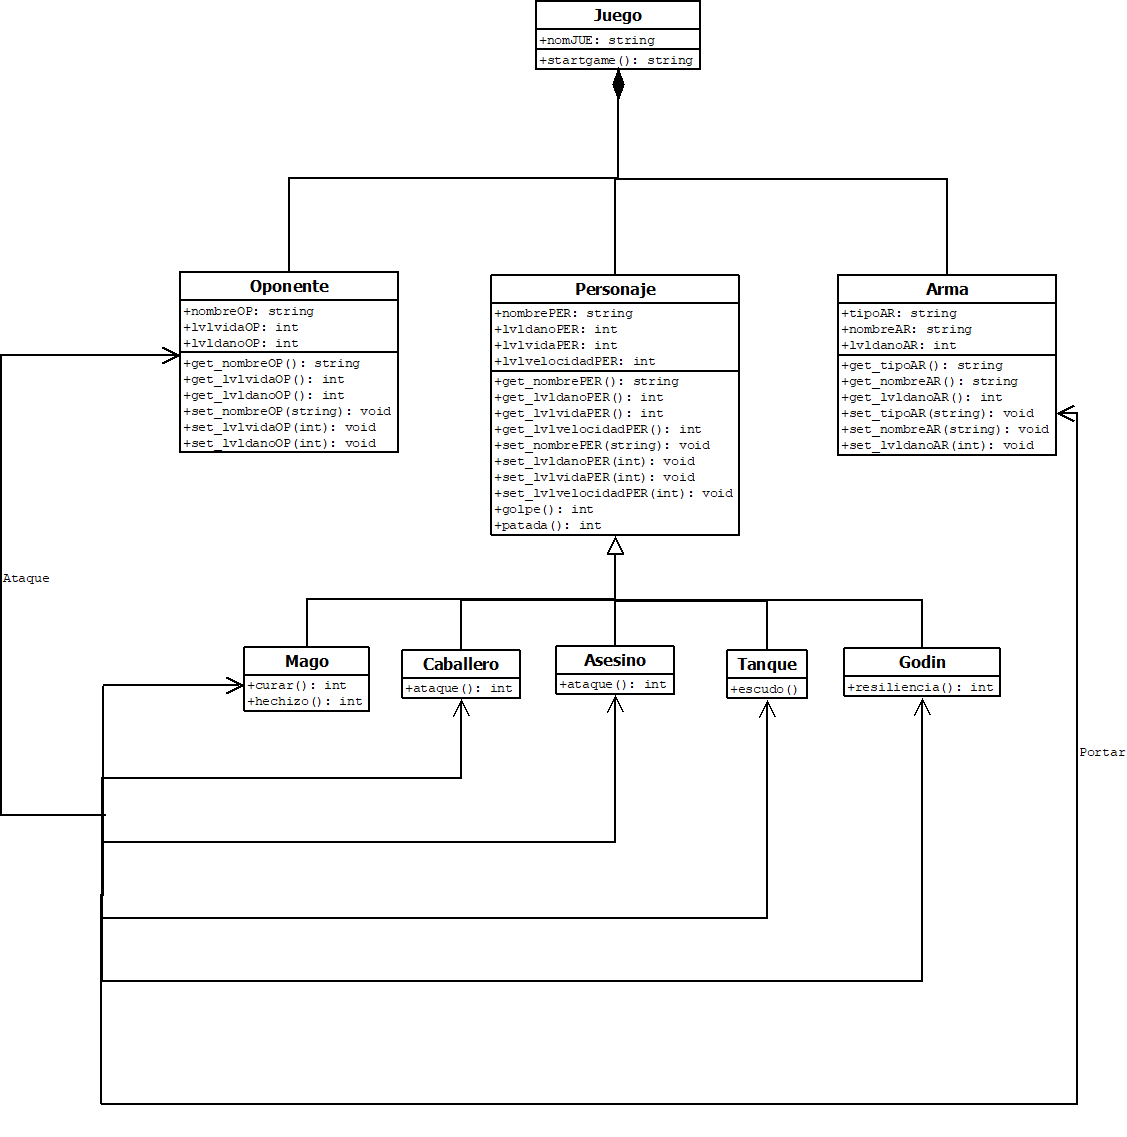 Juego
+nomJUE: string
+startgame(): string
Oponente
+nombreOP: string
+lvlvidaOP: int
+lvldanoOP: int
+get_nombreOP(): string
+get_lvlvidaOP(): int
+get_lvldanoOP(): int
+set_nombreOP(string): void
+set_lvlvidaOP(int): void
+set_lvldanoOP(int): void
Personaje
+nombrePER: string
+lvldanoPER: int
+lvlvidaPER: int
+lvlvelocidadPER: int
+get_nombrePER(): string
+get_lvldanoPER(): int
+get_lvlvidaPER(): int
+get_lvlvelocidadPER(): int
+set_nombrePER(string): void
+set_lvldanoPER(int): void
+set_lvlvidaPER(int): void
+set_lvlvelocidadPER(int): void
+golpe(): int
+patada(): int
Arma
+tipoAR: string
+nombreAR: string
+lvldanoAR: int
+get_tipoAR(): string
+get_nombreAR(): string
+get_lvldanoAR(): int
+set_tipoAR(string): void
+set_nombreAR(string): void
+set_lvldanoAR(int): void
Ataque
Mago
+curar(): int
+hechizo(): int
Caballero
+ataque(): int
Asesino
+ataque(): int
Tanque
+escudo()
Godin
+resiliencia(): int
Portar